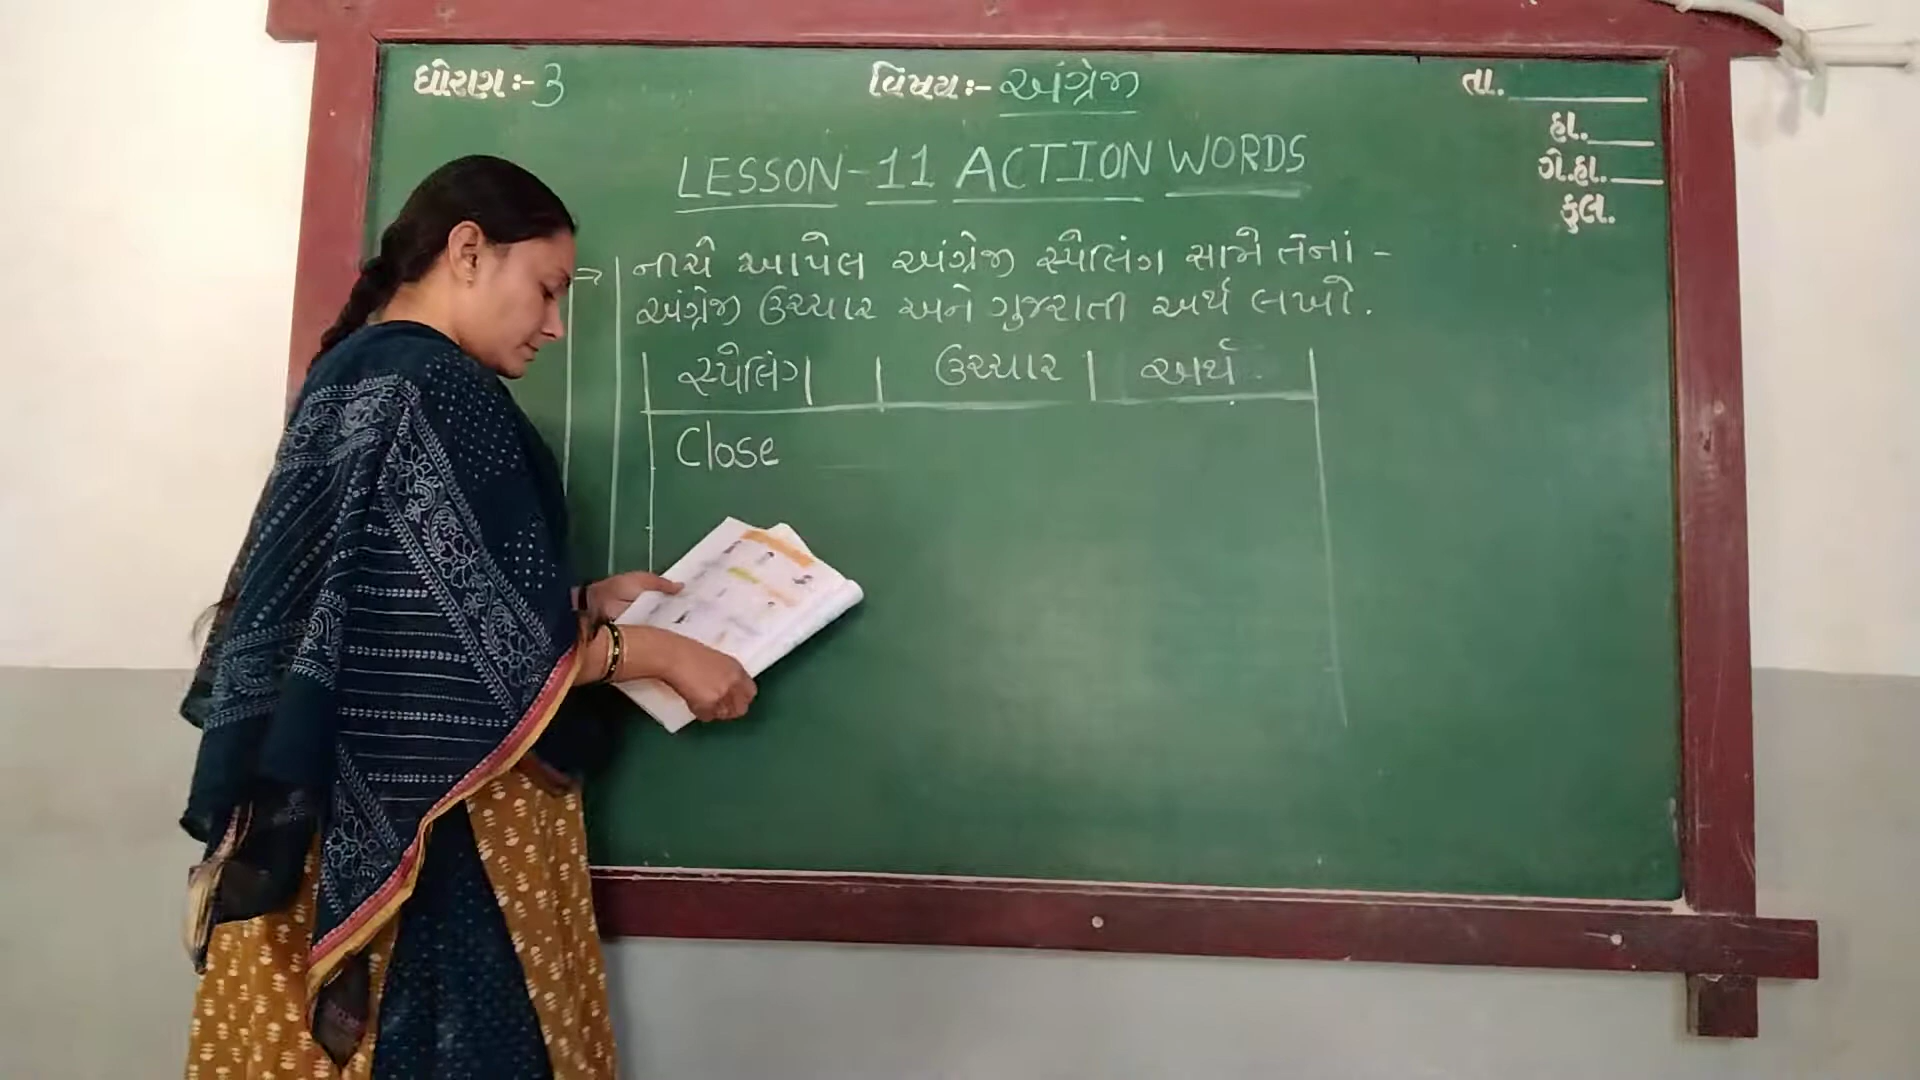 ધોરણ:- 3
વિષય:- અંગ્રેજી
તા.
હા.
ગે.હા.
કુલ.
LESSON-11 ACTION WORDS
⇒ નીચે આપેલ અંગ્રેજી સ્પેલિંગ સામે તેનાં -
અંગ્રેજી ઉચ્ચાર અને ગુજરાતી અર્થ લખો.
સ્પેલિંગ | ઉચ્ચાર | અર્થ
Close